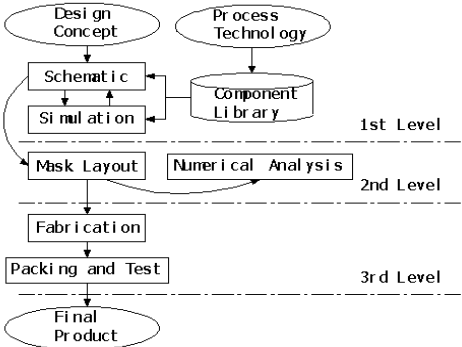 Design
Concept
Process
Technology
Schematic
Component
Library
Simulation
1st Level
Mask Layout
Numerical Analysis
2nd Level
Fabrication
Packing and Test
3rd Level
Final
Product